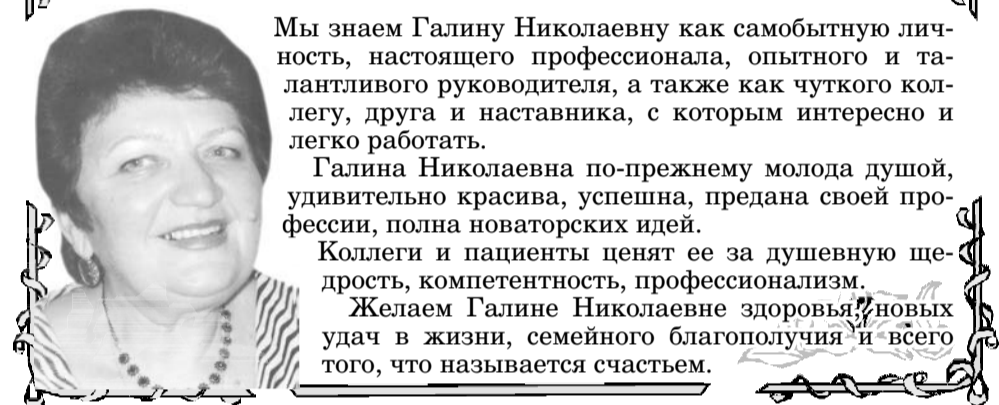 Мы знаем Галину Николаевну как самобытную лич-
ность, настоящего профессионала, опытного и та-
лантливого руководителя, а также как чуткого кол-
легу, друга и наставника, с которым интересно и
легко работать.
Галина Николаевна по-прежнему молода душой,
удивительно красива, успешна, предана своей про-
фессии, полна новаторских идей.
Коллеги и пациенты ценят ее за душевную ще-
дрость, компетентность, профессионализм.
Желаем Галине Николаевне здоровья, новых
удач в жизни, семейного благополучия и всего
того, что называется счастьем.